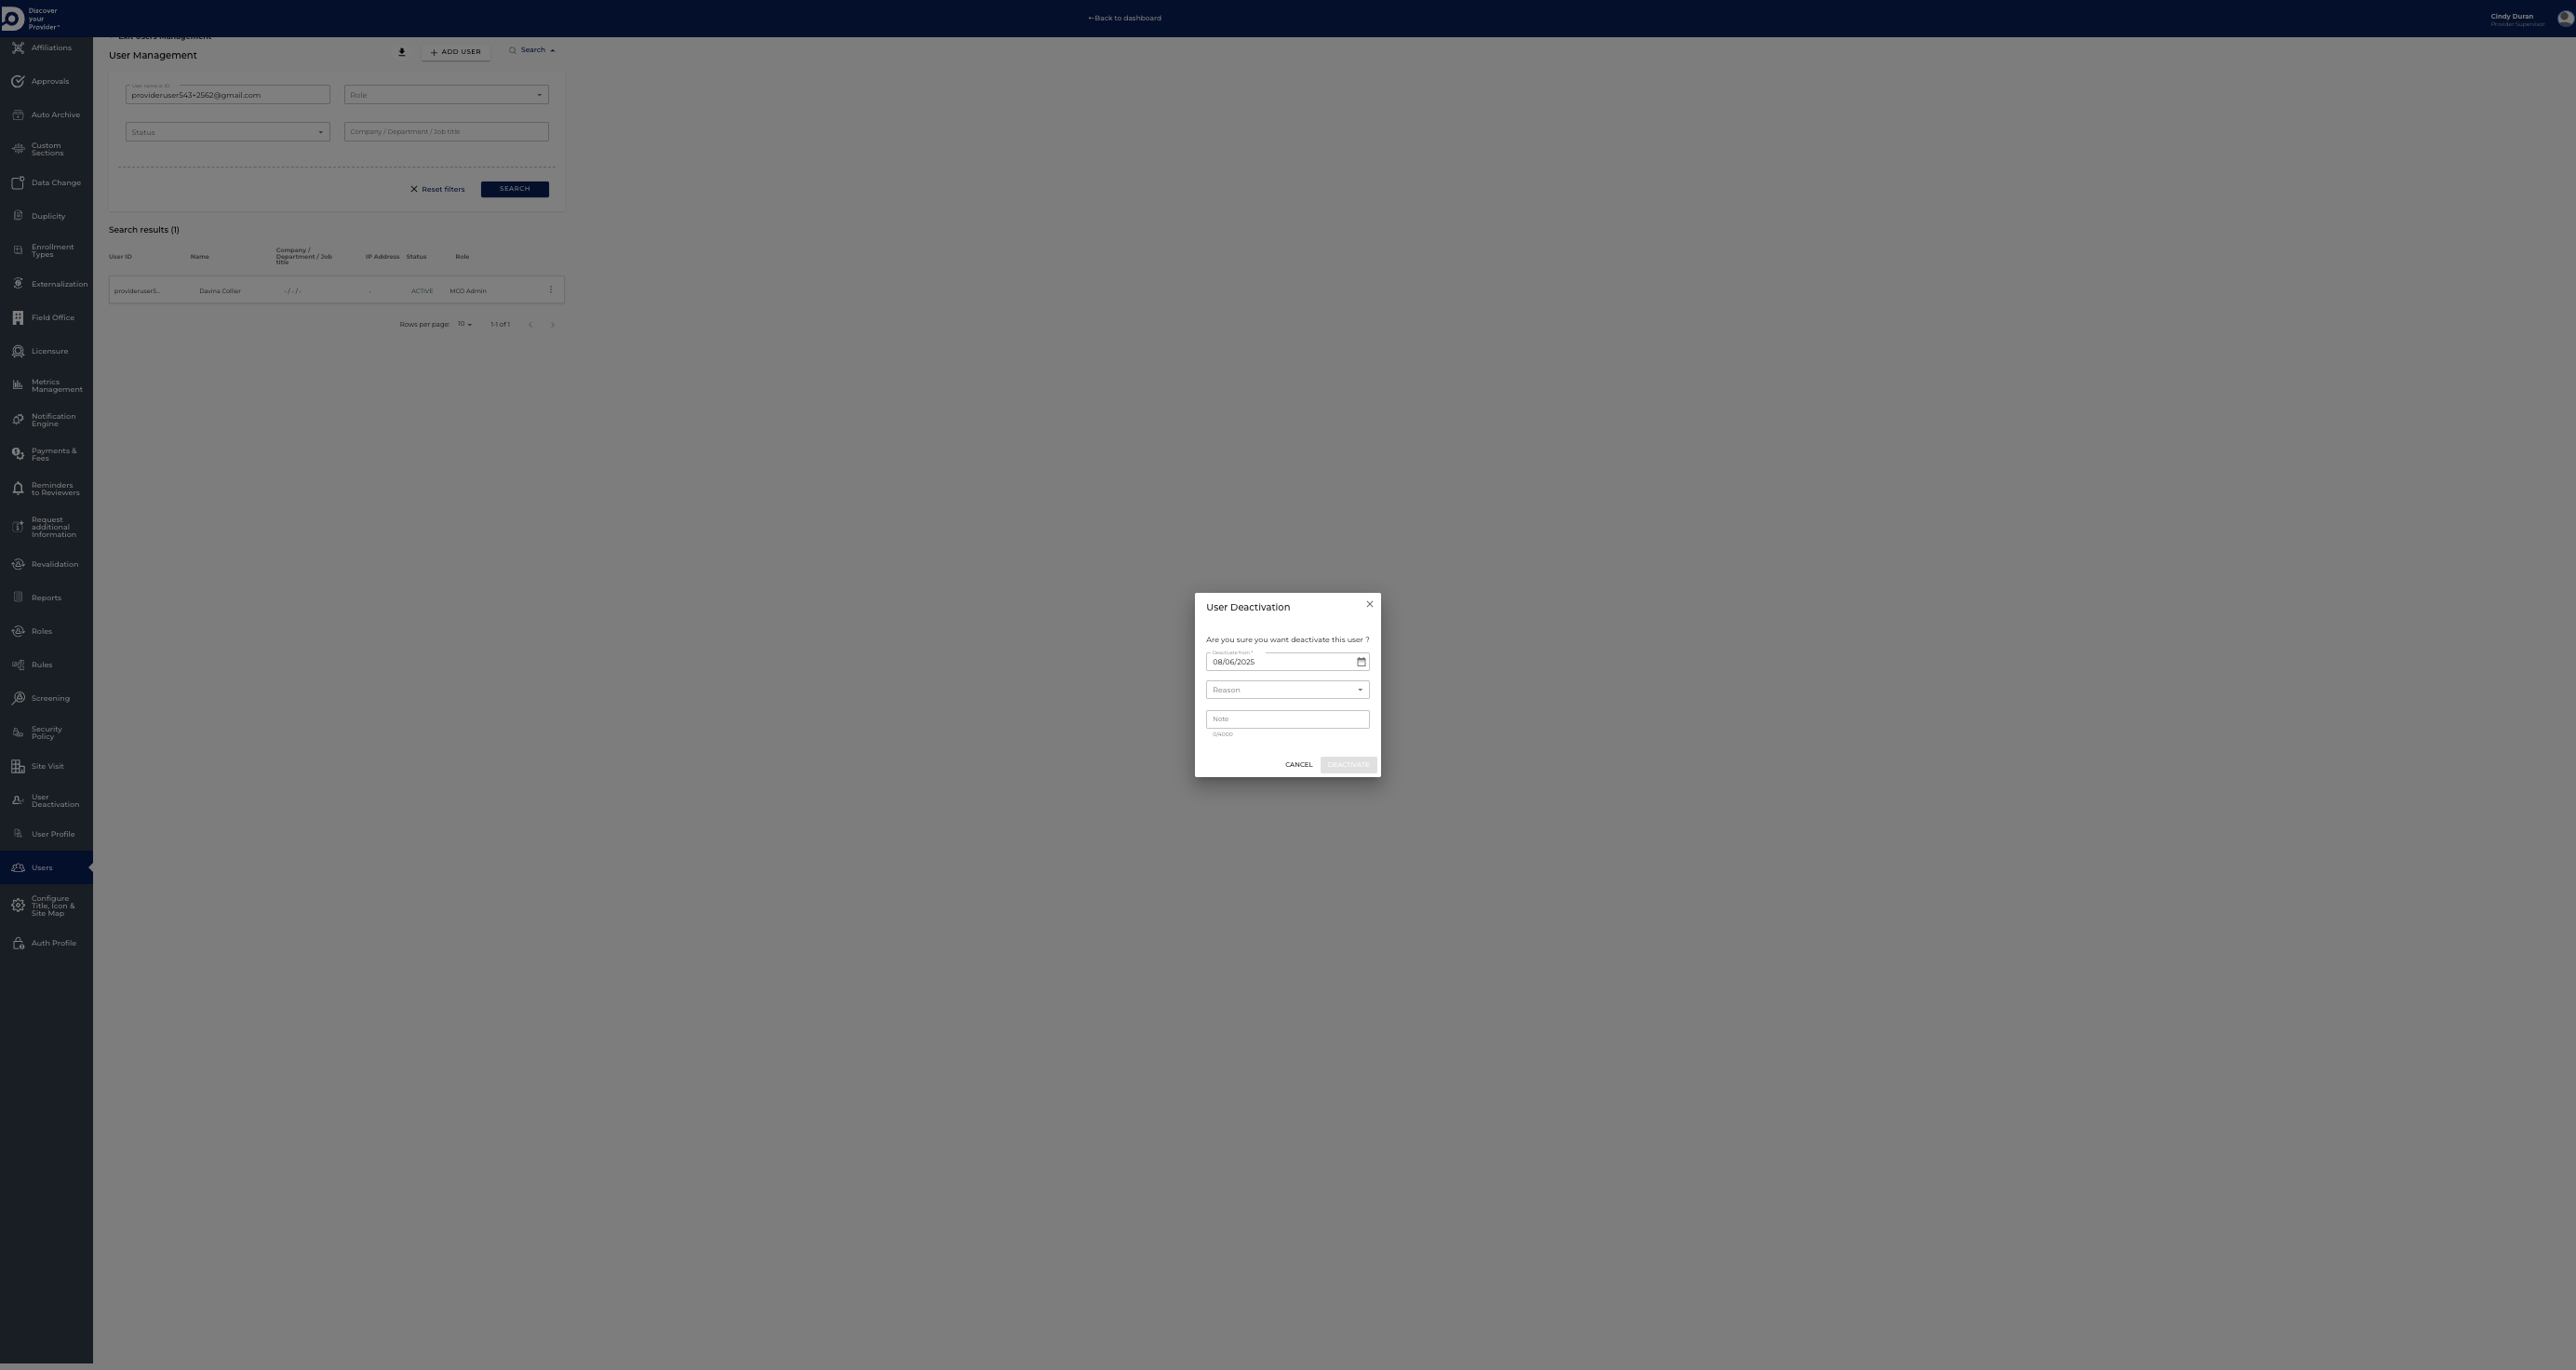 Discover
your
Provider™
←Back to dashboard
Cindy Duran
Provider Supervisor
Affiliations
Approvals
Auto Archive
Custom
Sections
Data Change
Duplicity
Enrollment
Types
Externalization
Field Office
Licensure
Metrics
Management
Notification
Engine
Payments &
Fees
Reminders
to Reviewers
Request
additional
Information
Revalidation
Reports
Roles
Rules
Screening
Security
Policy
Site Visit
User
Deactivation
User Profile
Users
Configure
Title, Icon &
Site Map
Auth Profile
Exit Users Management
User Management
ADD USER
Search
User name or ID
provideruser543+2562@gmail.com
Role
Status
Company / Department / Job title
Reset filters
SEARCH
Search results (1)
User ID
Name
Company /
Department / Job
title
IP Address
Status
Role
provideruser5...
Davina Collier
- / - / -
-
ACTIVE
MCO Admin
Rows per page:
10
1-1 of 1
User Deactivation
Are you sure you want deactivate this user ?
Deactivate from *
08/06/2025
Reason
Note
0/4000
CANCEL
DEACTIVATE